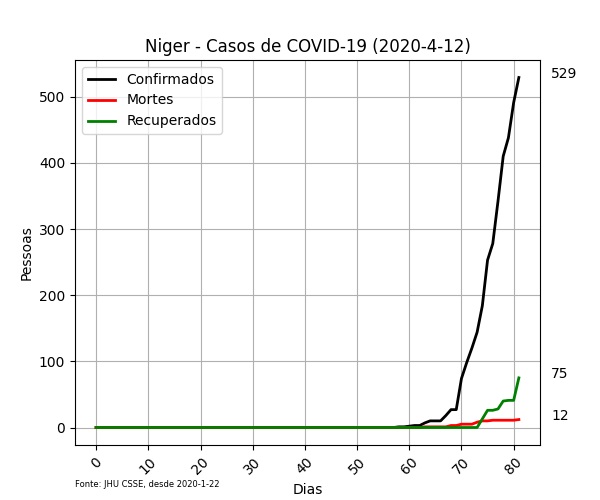 Niger - Casos de COVID-19 (2020-4-12)
Confirmados
Mortes
Recuperados
529
75
12
500
400
300
200
100
0
Pessoas
0
10
20
30
40
50
60
70
80
Dias
Fonte: JHU CSSE, desde 2020-1-22